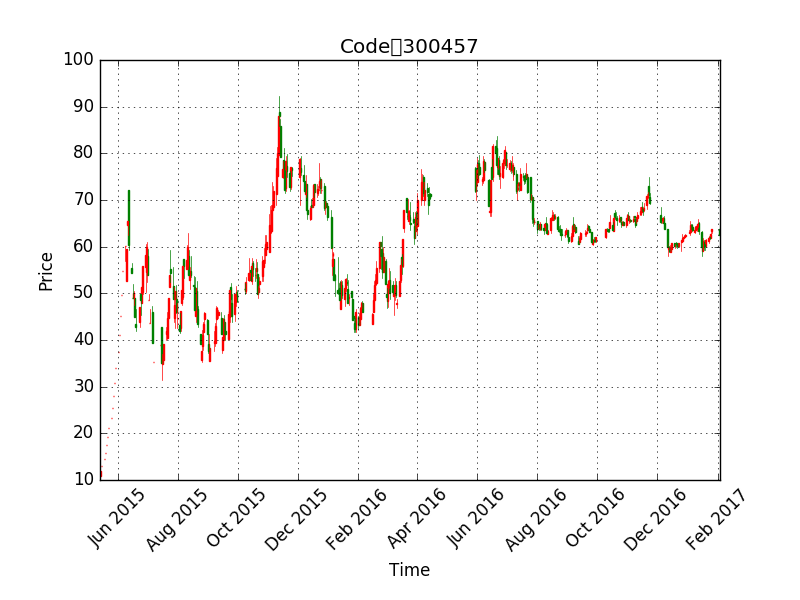 Code▯300457
Price
100
90
80
70
60
50
40
30
20
10
Jun 2015
Aug 2015
Oct 2015
Dec 2015
Feb 2016
Apr 2016
Jun 2016
Aug 2016
Oct 2016
Dec 2016
Feb 2017
Time